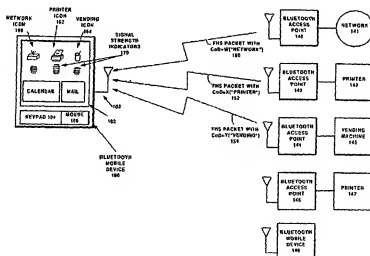 NETWORK
ICON
160
PRINTER
ICON
162
VENDING
ICON
164
SIGNAL
STRENGTH
INDICATORS
170
CALENDAR
MAIL
KEYPAD 104
MOUSE
106
102
103
BLUETOOTH
MOBILE
DEVICE
100
FHS PACKET WITH
CoD=W("NETWORK")
150
FHS PACKET WITH
CoD=X("PRINTER")
152
FHS PACKET WITH
CoD=Y("VENDING")
154
BLUETOOTH
ACCESS
POINT
140
NETWORK
141
BLUETOOTH
ACCESS
POINT
142
PRINTER
143
BLUETOOTH
ACCESS
POINT
144
VENDING
MACHINE
145
BLUETOOTH
ACCESS
POINT
146
PRINTER
147
BLUETOOTH
MOBILE
DEVICE